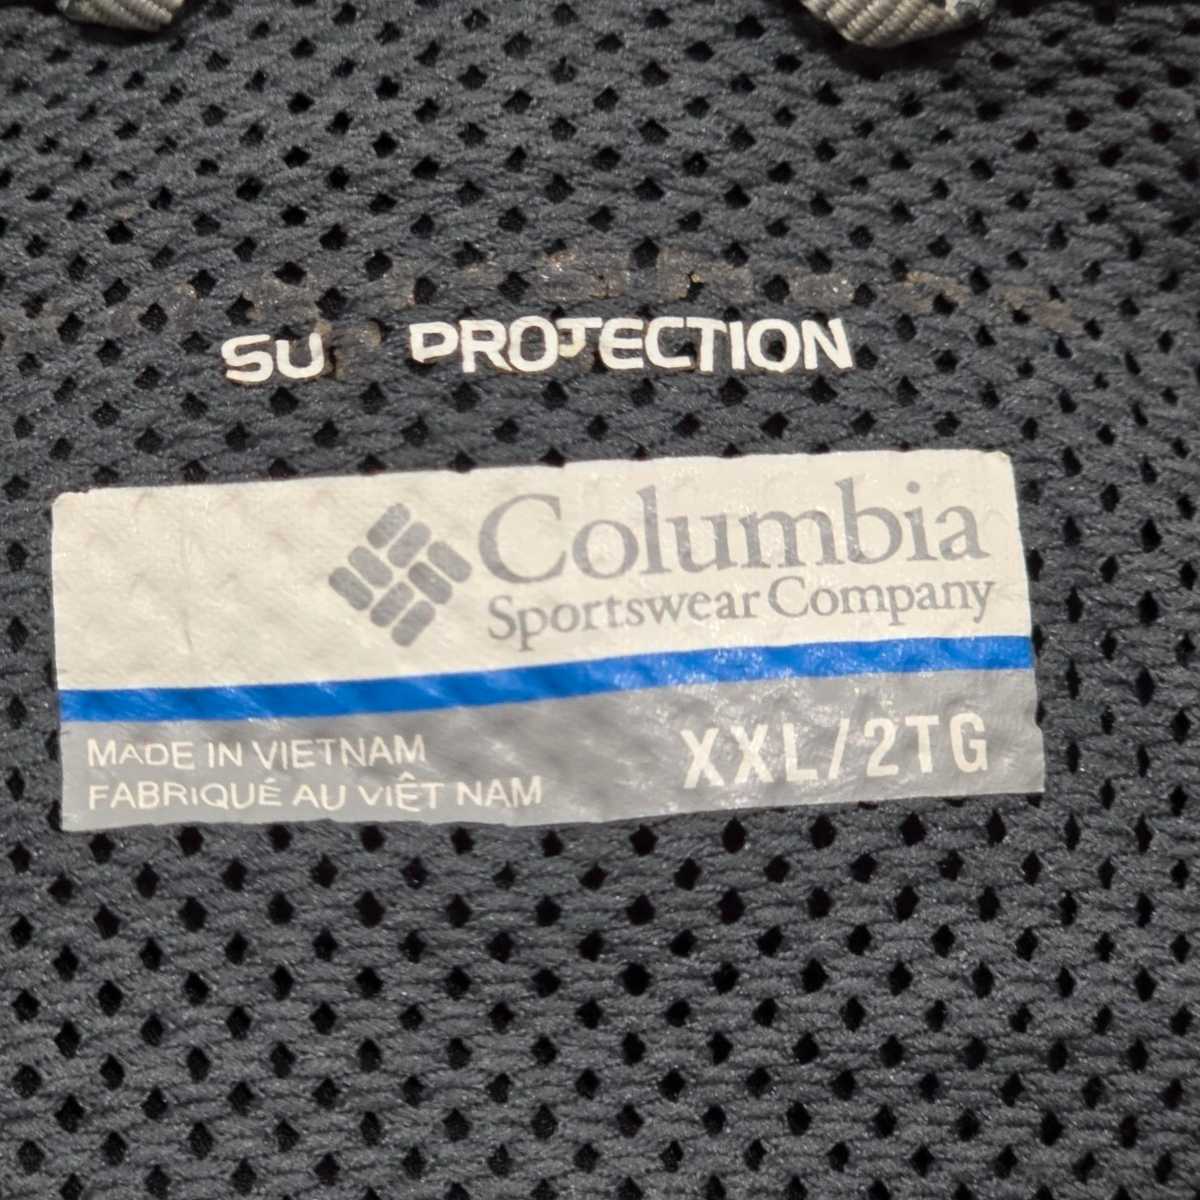 SU PROTECTION
Columbia
Sportswear Company
MADE IN VIETNAM
FABRIQUÉ AU VIÊT NAM
XXL/2TG